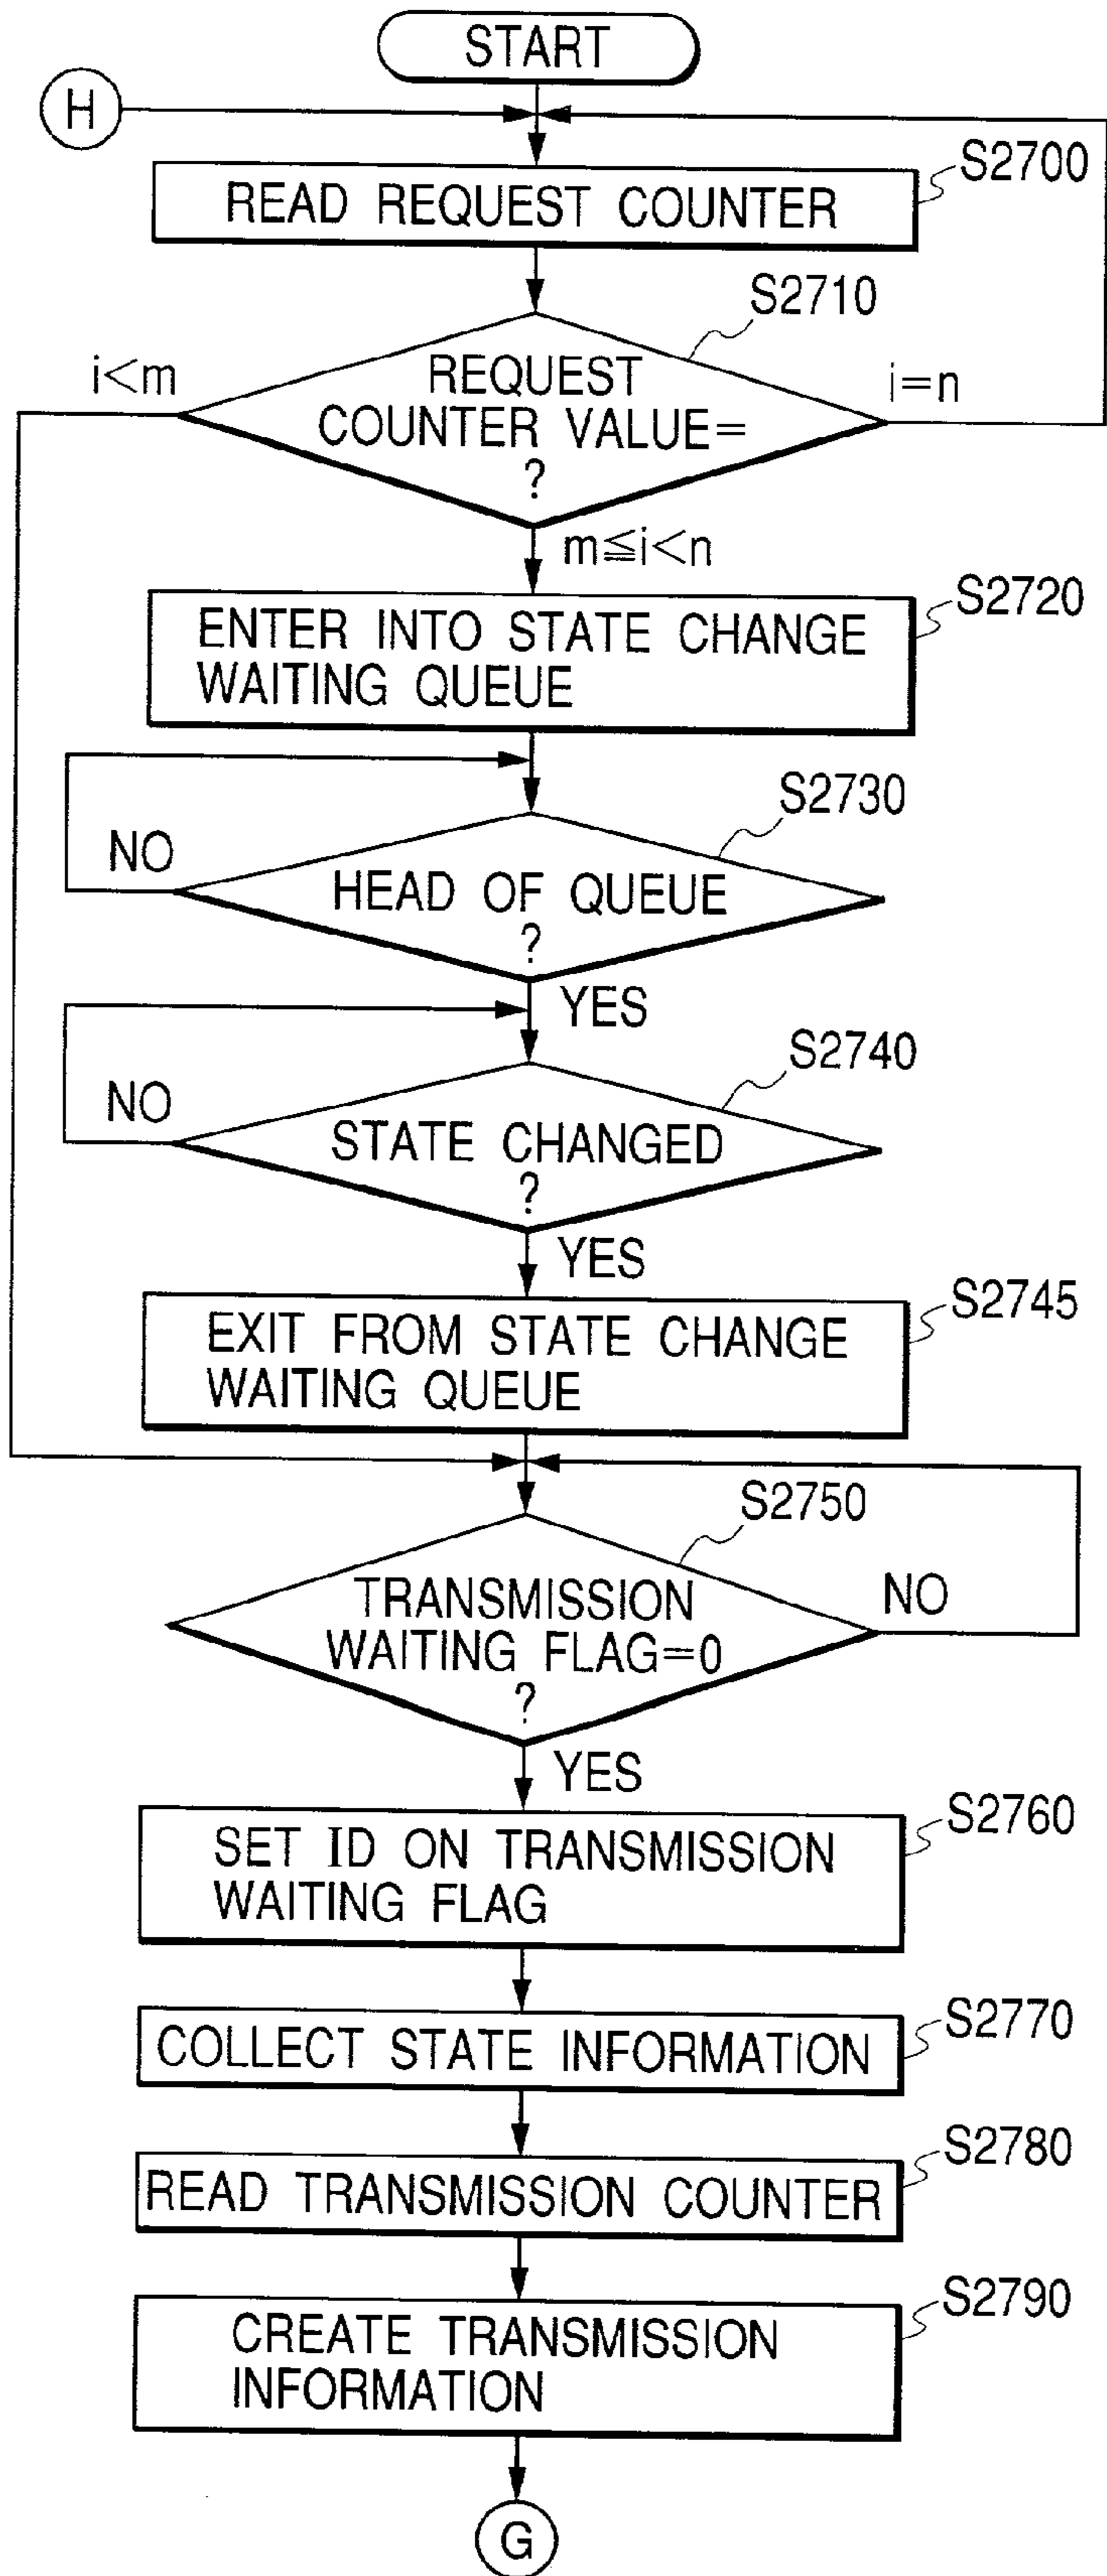 START
H
S2700
READ REQUEST COUNTER
S2710
i<m
REQUEST
COUNTER VALUE=
?
i=n
m≦i<n
S2720
ENTER INTO STATE CHANGE
WAITING QUEUE
S2730
NO
HEAD OF QUEUE
?
YES
S2740
NO
STATE CHANGED
?
YES
S2745
EXIT FROM STATE CHANGE
WAITING QUEUE
S2750
TRANSMISSION
WAITING FLAG=0
?
NO
YES
S2760
SET ID ON TRANSMISSION
WAITING FLAG
S2770
COLLECT STATE INFORMATION
S2780
READ TRANSMISSION COUNTER
S2790
CREATE TRANSMISSION
INFORMATION
G